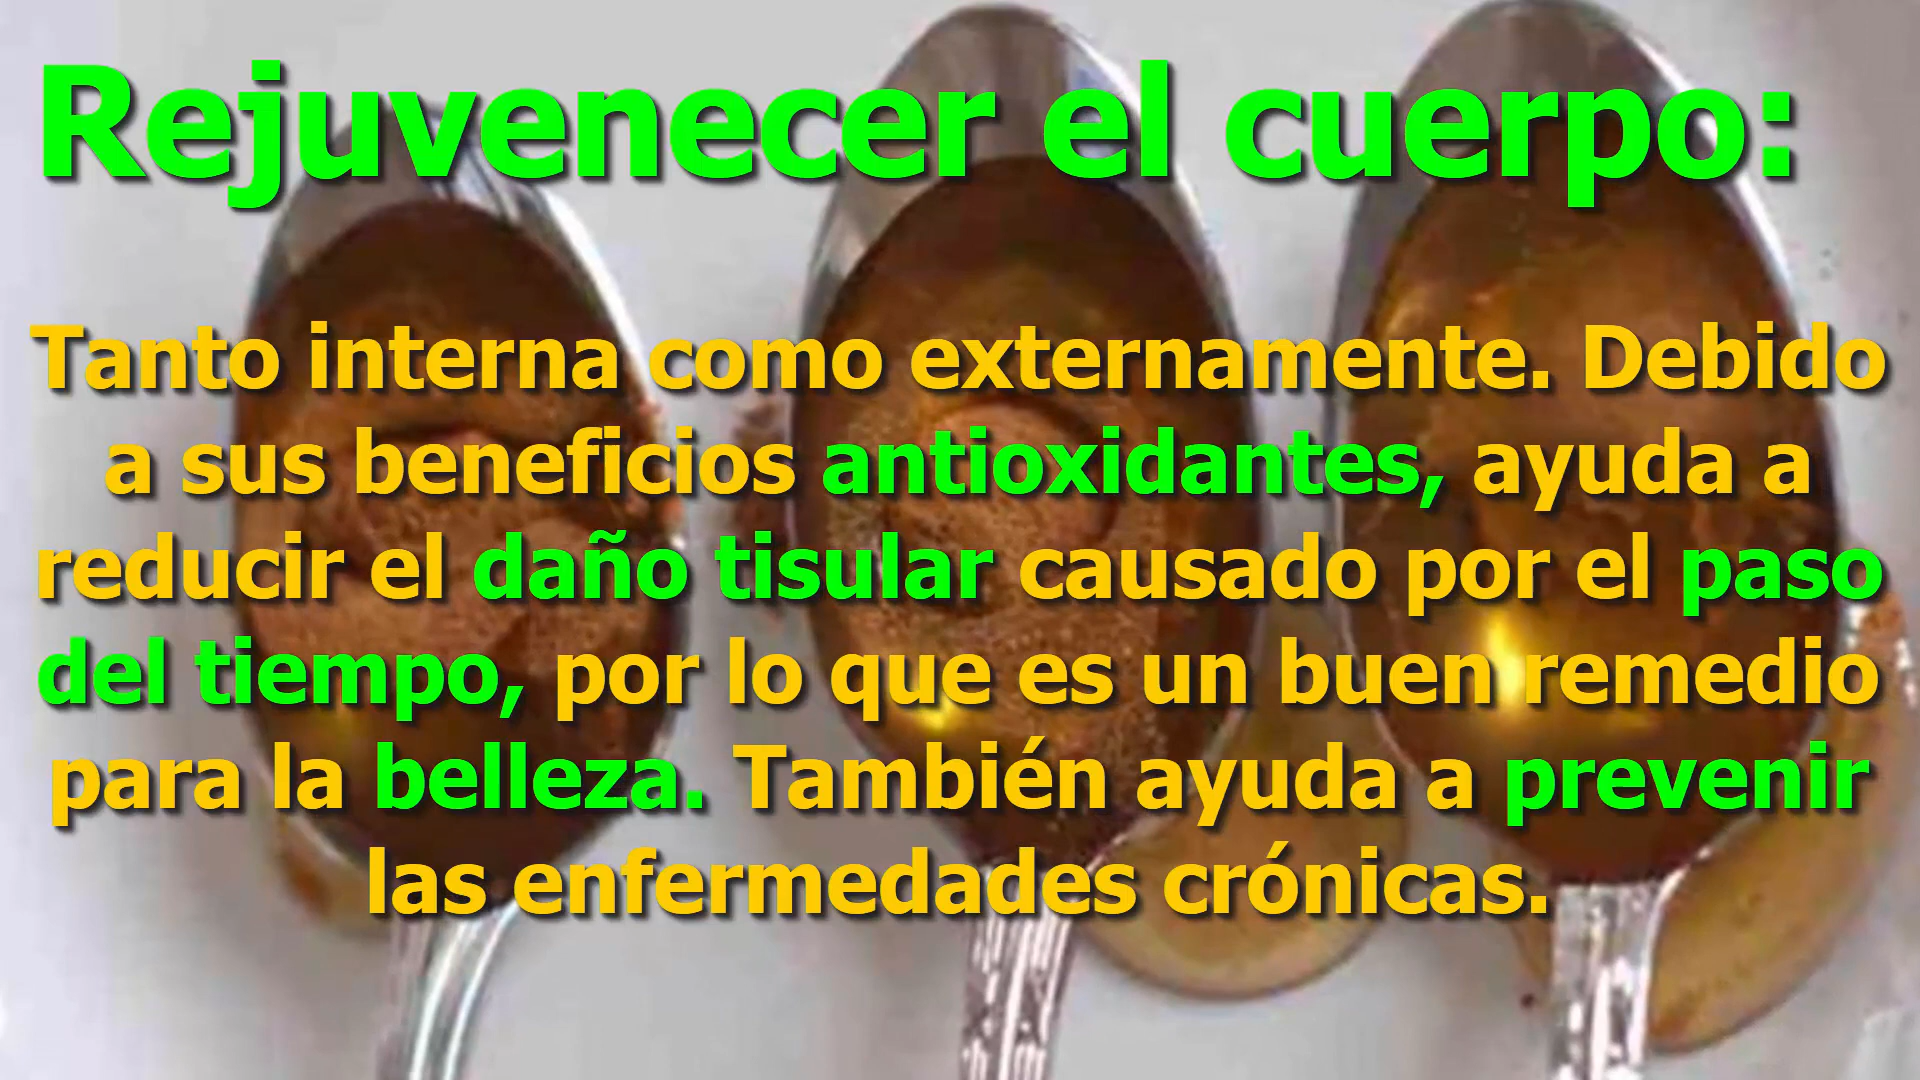 Rejuvenecer el cuerpo:
Tanto interna como externamente. Debido
a sus beneficios antioxidantes, ayuda a
reducir el daño tisular causado por el paso
del tiempo, por lo que es un buen remedio
para la belleza. También ayuda a prevenir
las enfermedades crónicas.